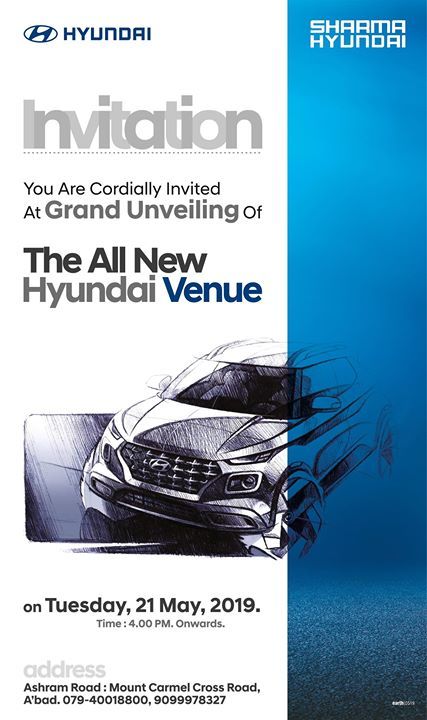 HYUNDAI
SHARMA
HYUNDAI
Invitation
You Are Cordially Invited
At Grand Unveiling Of
The All New
Hyundai Venue
on Tuesday, 21 May, 2019.
Time : 4.00 PM. Onwards.
address
Ashram Road : Mount Carmel Cross Road,
A'bad. 079-40018800, 9099978327
earth|0519